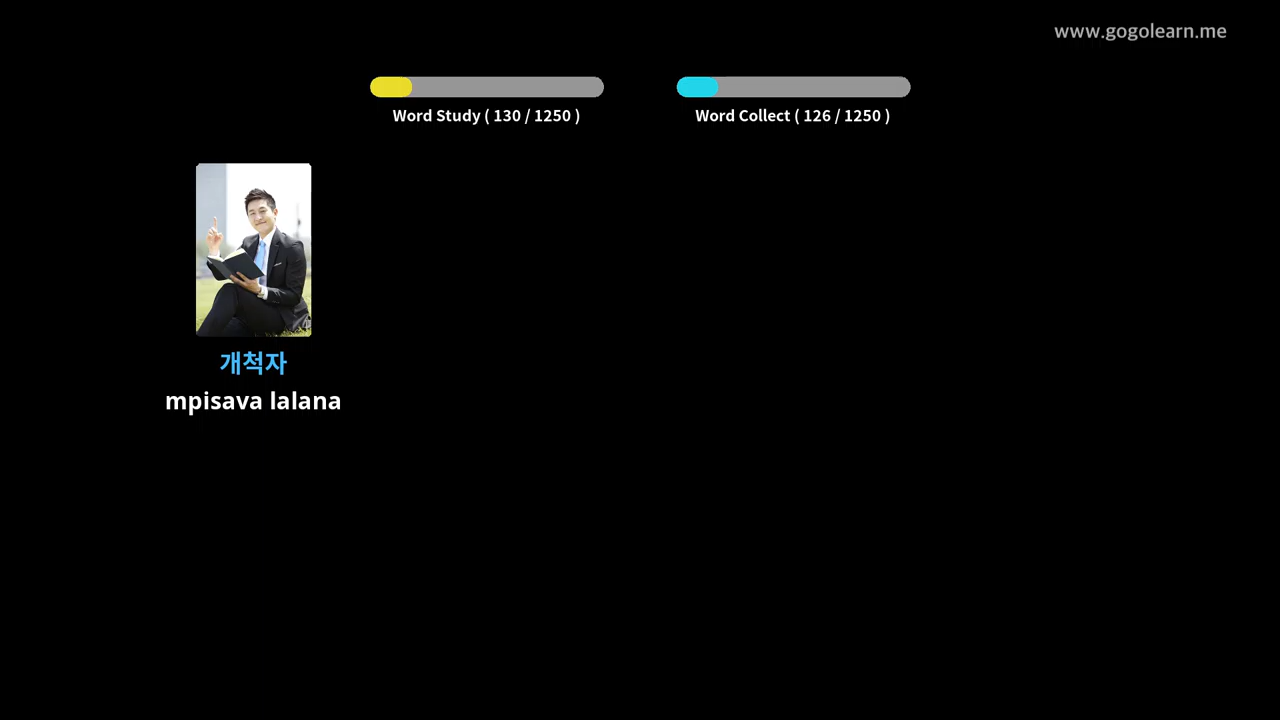 www.gogolearn.me
Word Study ( 130 / 1250 )
Word Collect ( 126 / 1250 )
개척자
mpisava lalana